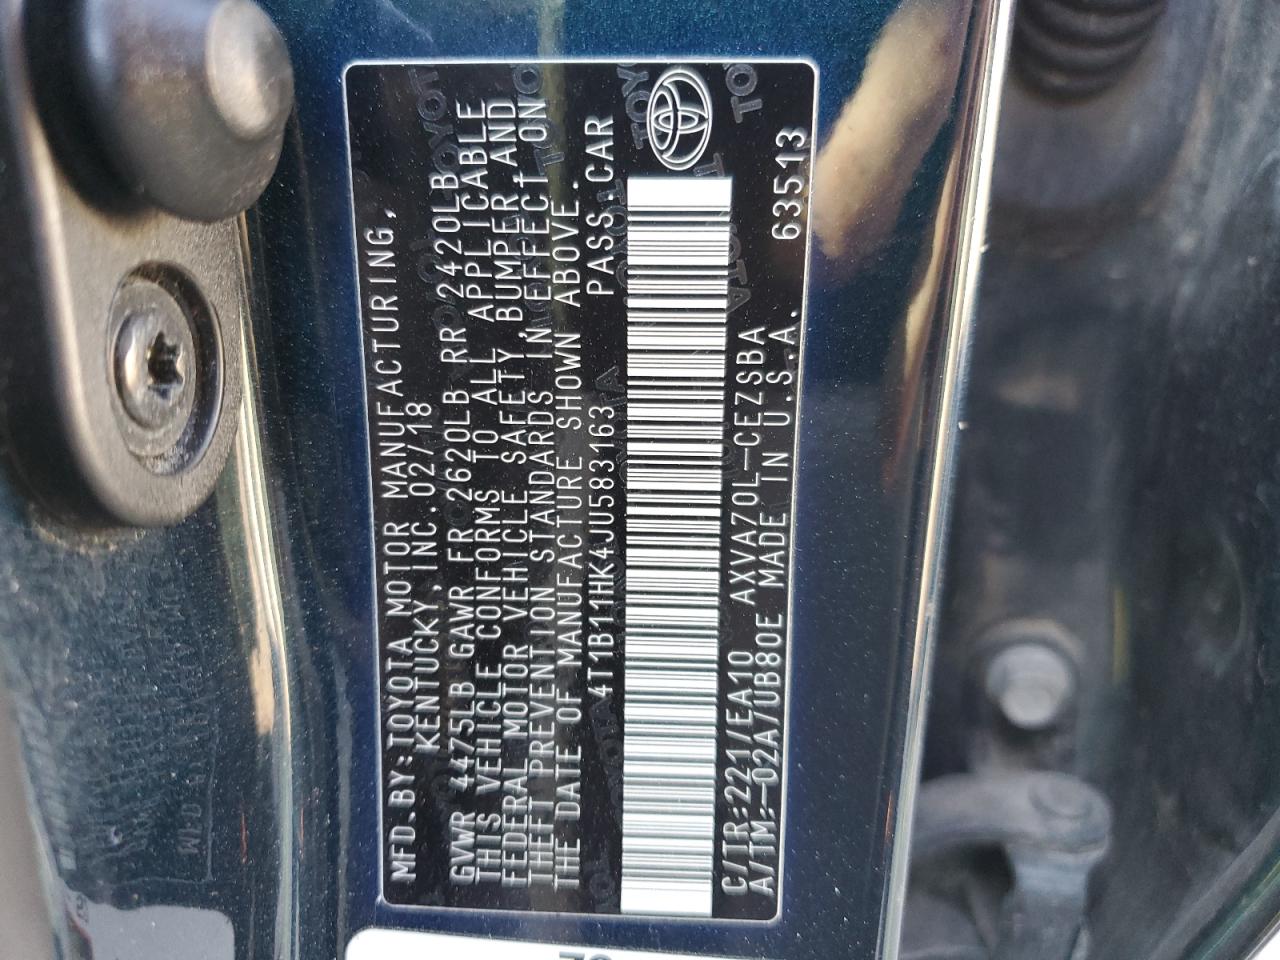 MFD.BY:TOYOTA MOTOR MANUFACTURING,
KENTUCKY, INC. 02/18
GVWR 4475LB GAWR FR 2620LB RR 2420LB
THIS VEHICLE CONFORMS TO ALL APPLICABLE
FEDERAL MOTOR VEHICLE SAFETY, BUMPER, AND
THEFT PREVENTION STANDARDS IN EFFECT ON
THE DATE OF MANUFACTURE SHOWN ABOVE.
4T1B11HK4JU583163 PASS.CAR
C/TR:221/EA10 AXVA70L-CEZSBA
A/TM:-02A/UB80E MADE IN U.S.A. 63513